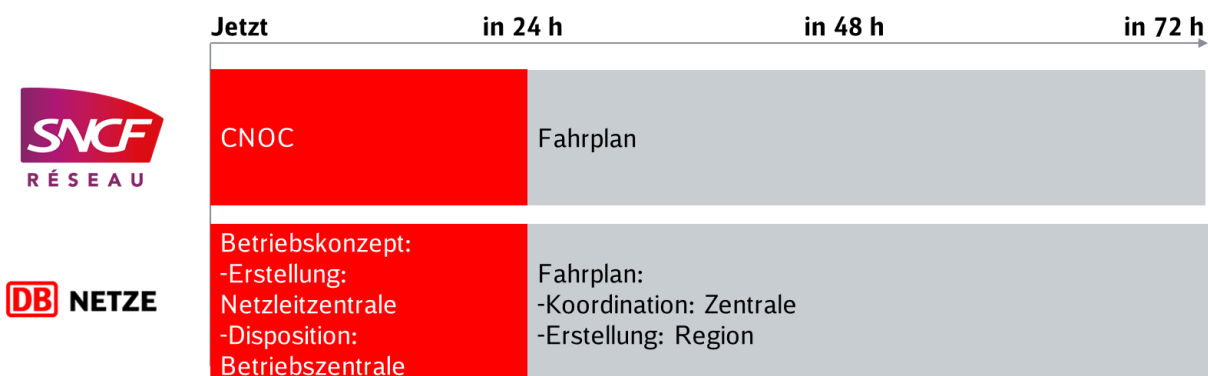 Jetzt in 24 h in 48 h in 72 h
SNCF
RÉSEAU
CNOC
Fahrplan
DB NETZE
Betriebskonzept:
-Erstellung:
Netzleitzentrale
-Disposition:
Betriebszentrale
Fahrplan:
-Koordination: Zentrale
-Erstellung: Region